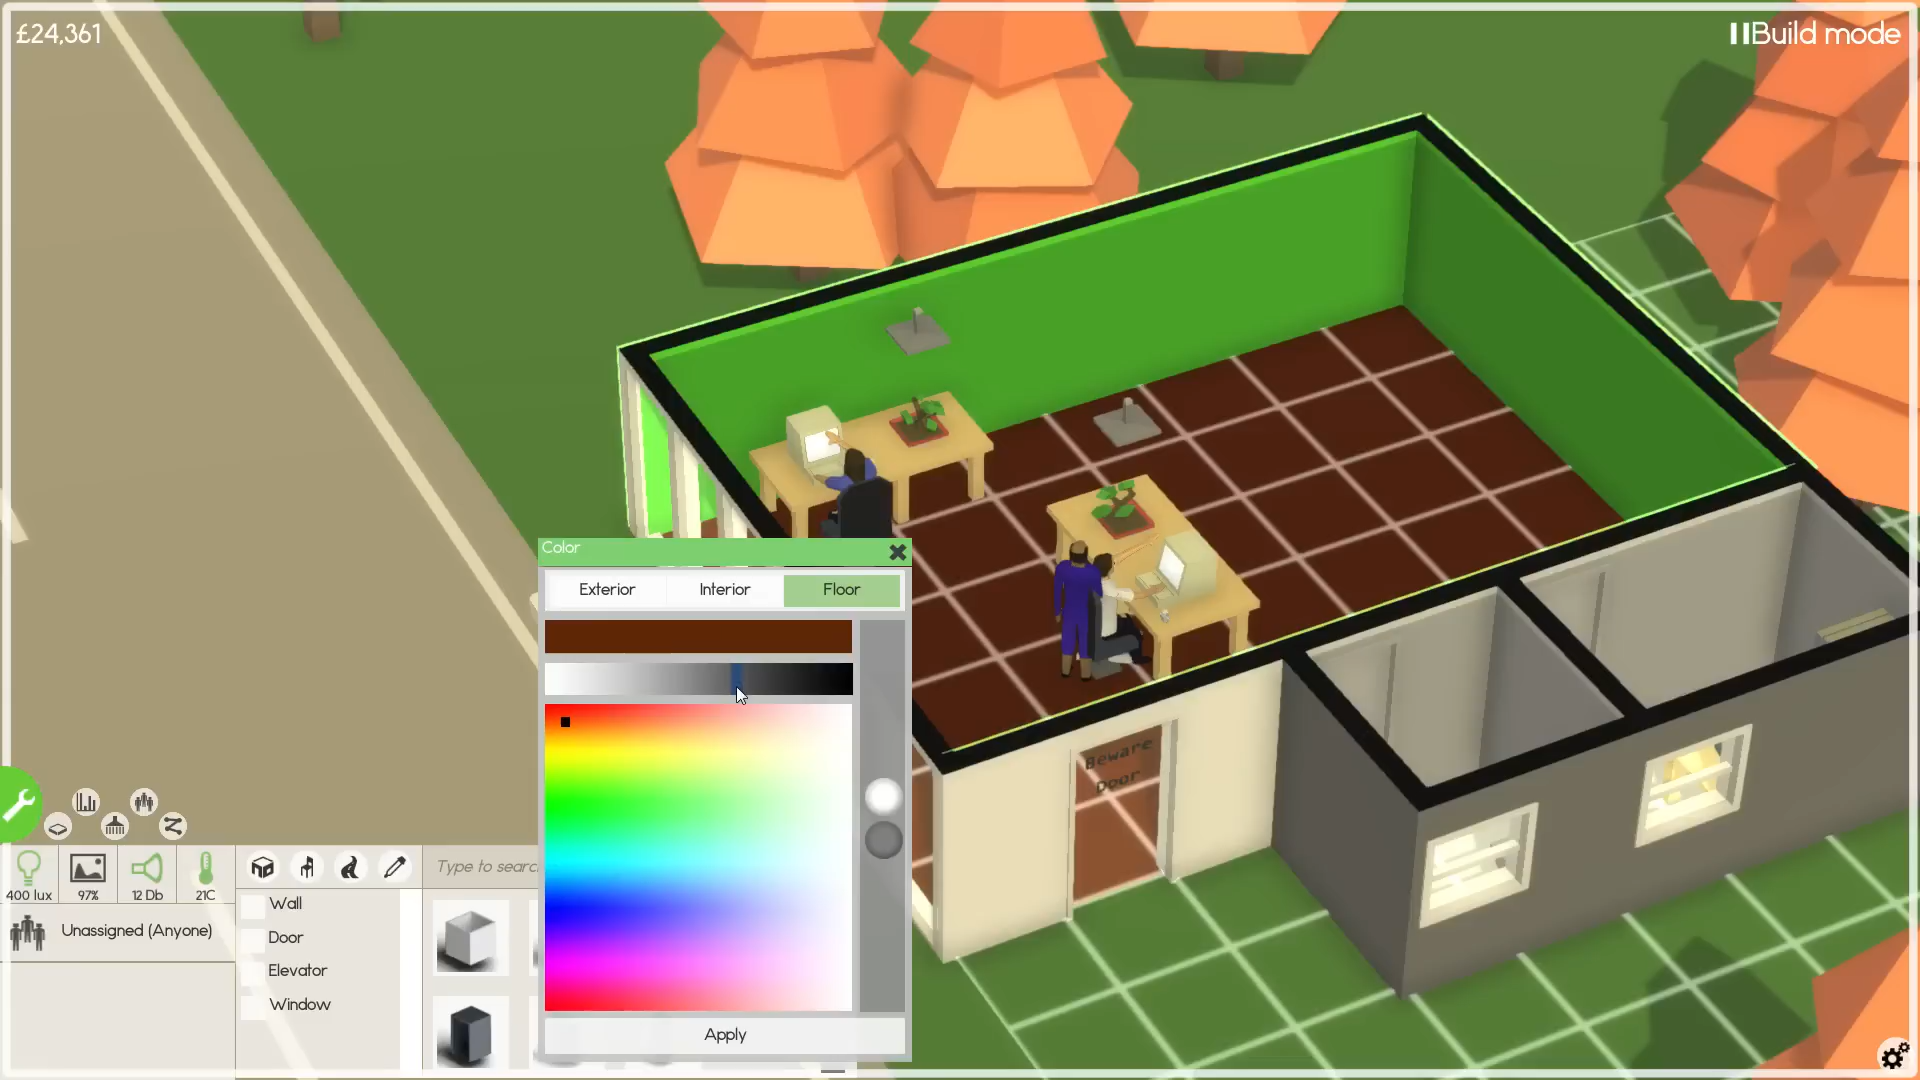 £24,361
Build mode
Color
Exterior Interior Floor
Beware
Door
Apply
400 lux 97% 12 Db 21C
Unassigned (Anyone)
Wall
Door
Elevator
Window
Type to searc